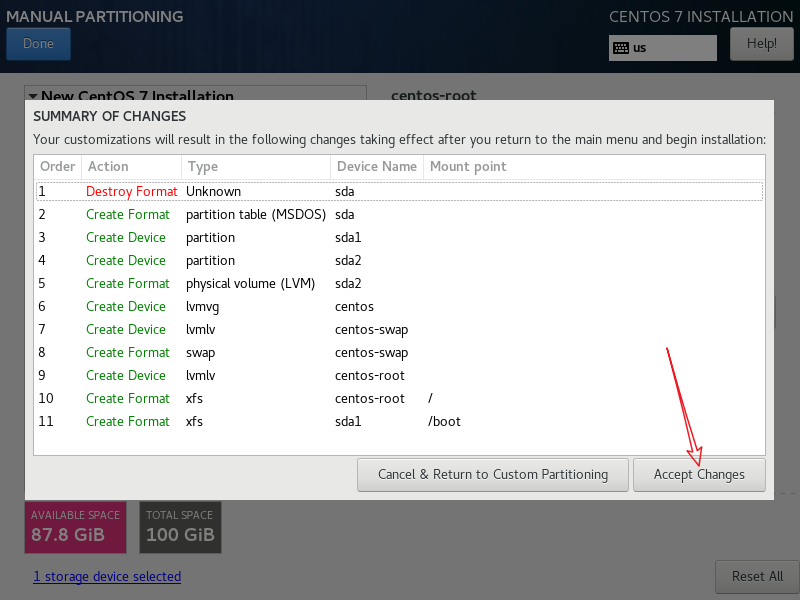 MANUAL PARTITIONING
CENTOS 7 INSTALLATION
Done
us
Help!
New CentOS 7 Installation
centos-root
SUMMARY OF CHANGES
Your customizations will result in the following changes taking effect after you return to the main menu and begin installation:
Order Action Type Device Name Mount point
1 Destroy Format Unknown sda
2 Create Format partition table (MSDOS) sda
3 Create Device partition sda1
4 Create Device partition sda2
5 Create Format physical volume (LVM) sda2
6 Create Device lvmvg centos
7 Create Device lvmlv centos-swap
8 Create Format swap centos-swap
9 Create Device lvmlv centos-root
10 Create Format xfs centos-root /
11 Create Format xfs sda1 /boot
Cancel & Return to Custom Partitioning
Accept Changes
AVAILABLE SPACE
87.8 GiB
TOTAL SPACE
100 GiB
1 storage device selected
Reset All